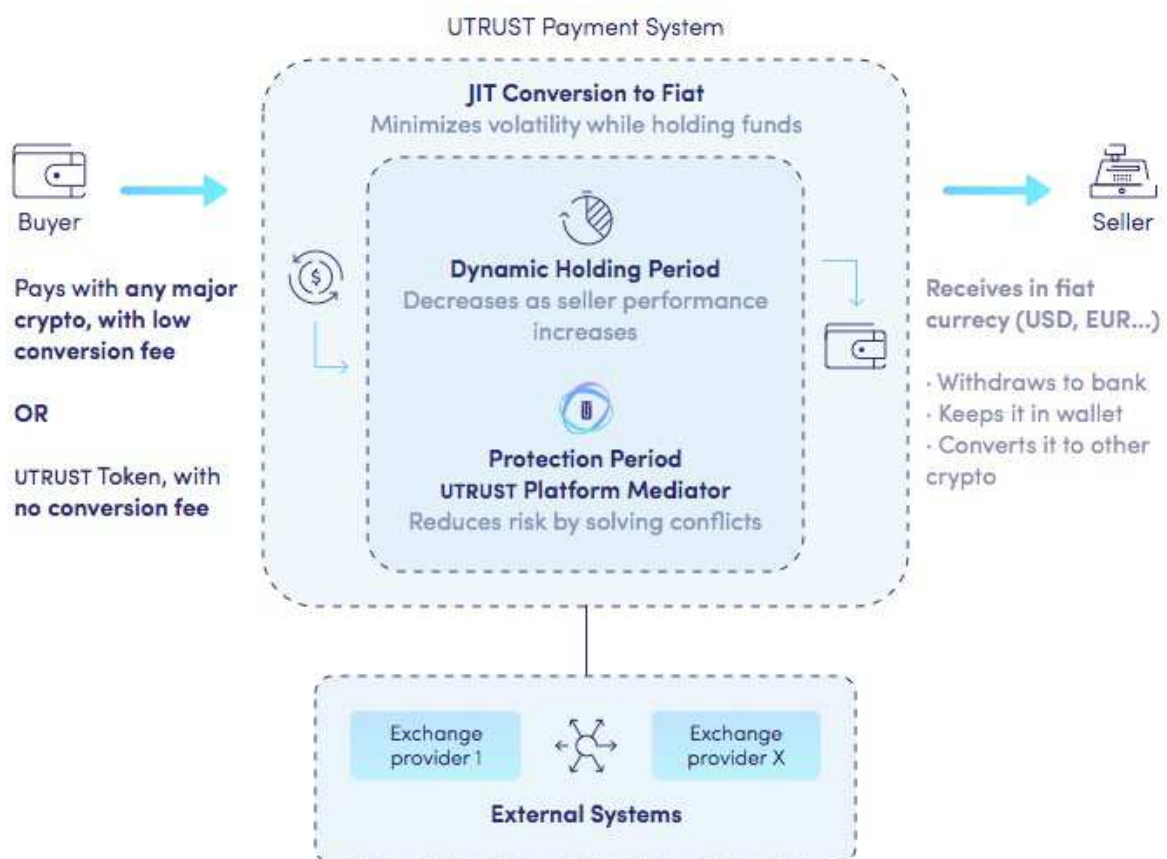 UTRUST Payment System
JIT Conversion to Fiat
Minimizes volatility while holding funds
Buyer
Pays with any major
crypto, with low
conversion fee
OR
UTRUST Token, with
no conversion fee
$
Dynamic Holding Period
Decreases as seller performance
increases
Protection Period
UTRUST Platform Mediator
Reduces risk by solving conflicts
Seller
Receives in fiat
currecy (USD, EUR...)
· Withdraws to bank
· Keeps it in wallet
· Converts it to other
crypto
Exchange
provider 1
Exchange
provider X
External Systems